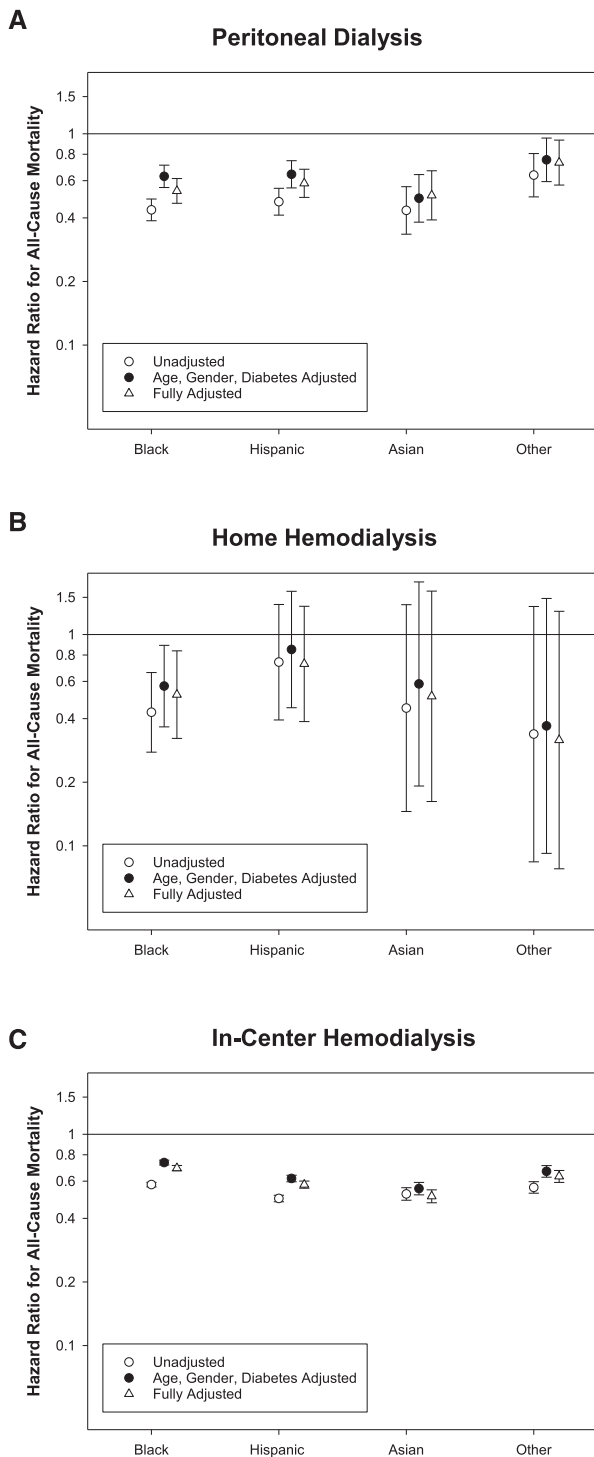 A
Peritoneal Dialysis
Hazard Ratio for All-Cause Mortality
1.5
1
0.8
0.6
0.4
0.2
0.1
Unadjusted
Age, Gender, Diabetes Adjusted
Fully Adjusted
Black Hispanic Asian Other
B
Home Hemodialysis
Hazard Ratio for All-Cause Mortality
1.5
1
0.8
0.6
0.4
0.2
0.1
Unadjusted
Age, Gender, Diabetes Adjusted
Fully Adjusted
Black Hispanic Asian Other
C
In-Center Hemodialysis
Hazard Ratio for All-Cause Mortality
1.5
1
0.8
0.6
0.4
0.2
0.1
Unadjusted
Age, Gender, Diabetes Adjusted
Fully Adjusted
Black Hispanic Asian Other